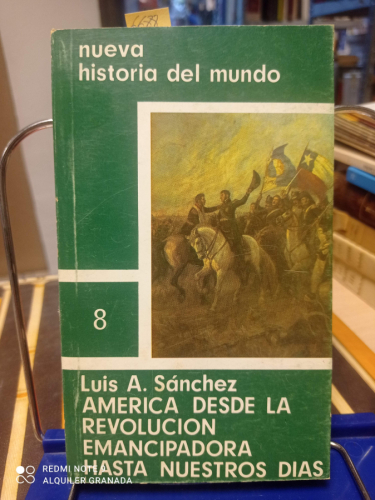 nueva
historia del mundo
8
Luis A. Sánchez
AMERICA DESDE LA
REVOLUCION
EMANCIPADORA
HASTA NUESTROS DIAS
REDMI NOTE 8
ALQUILER GRANADA